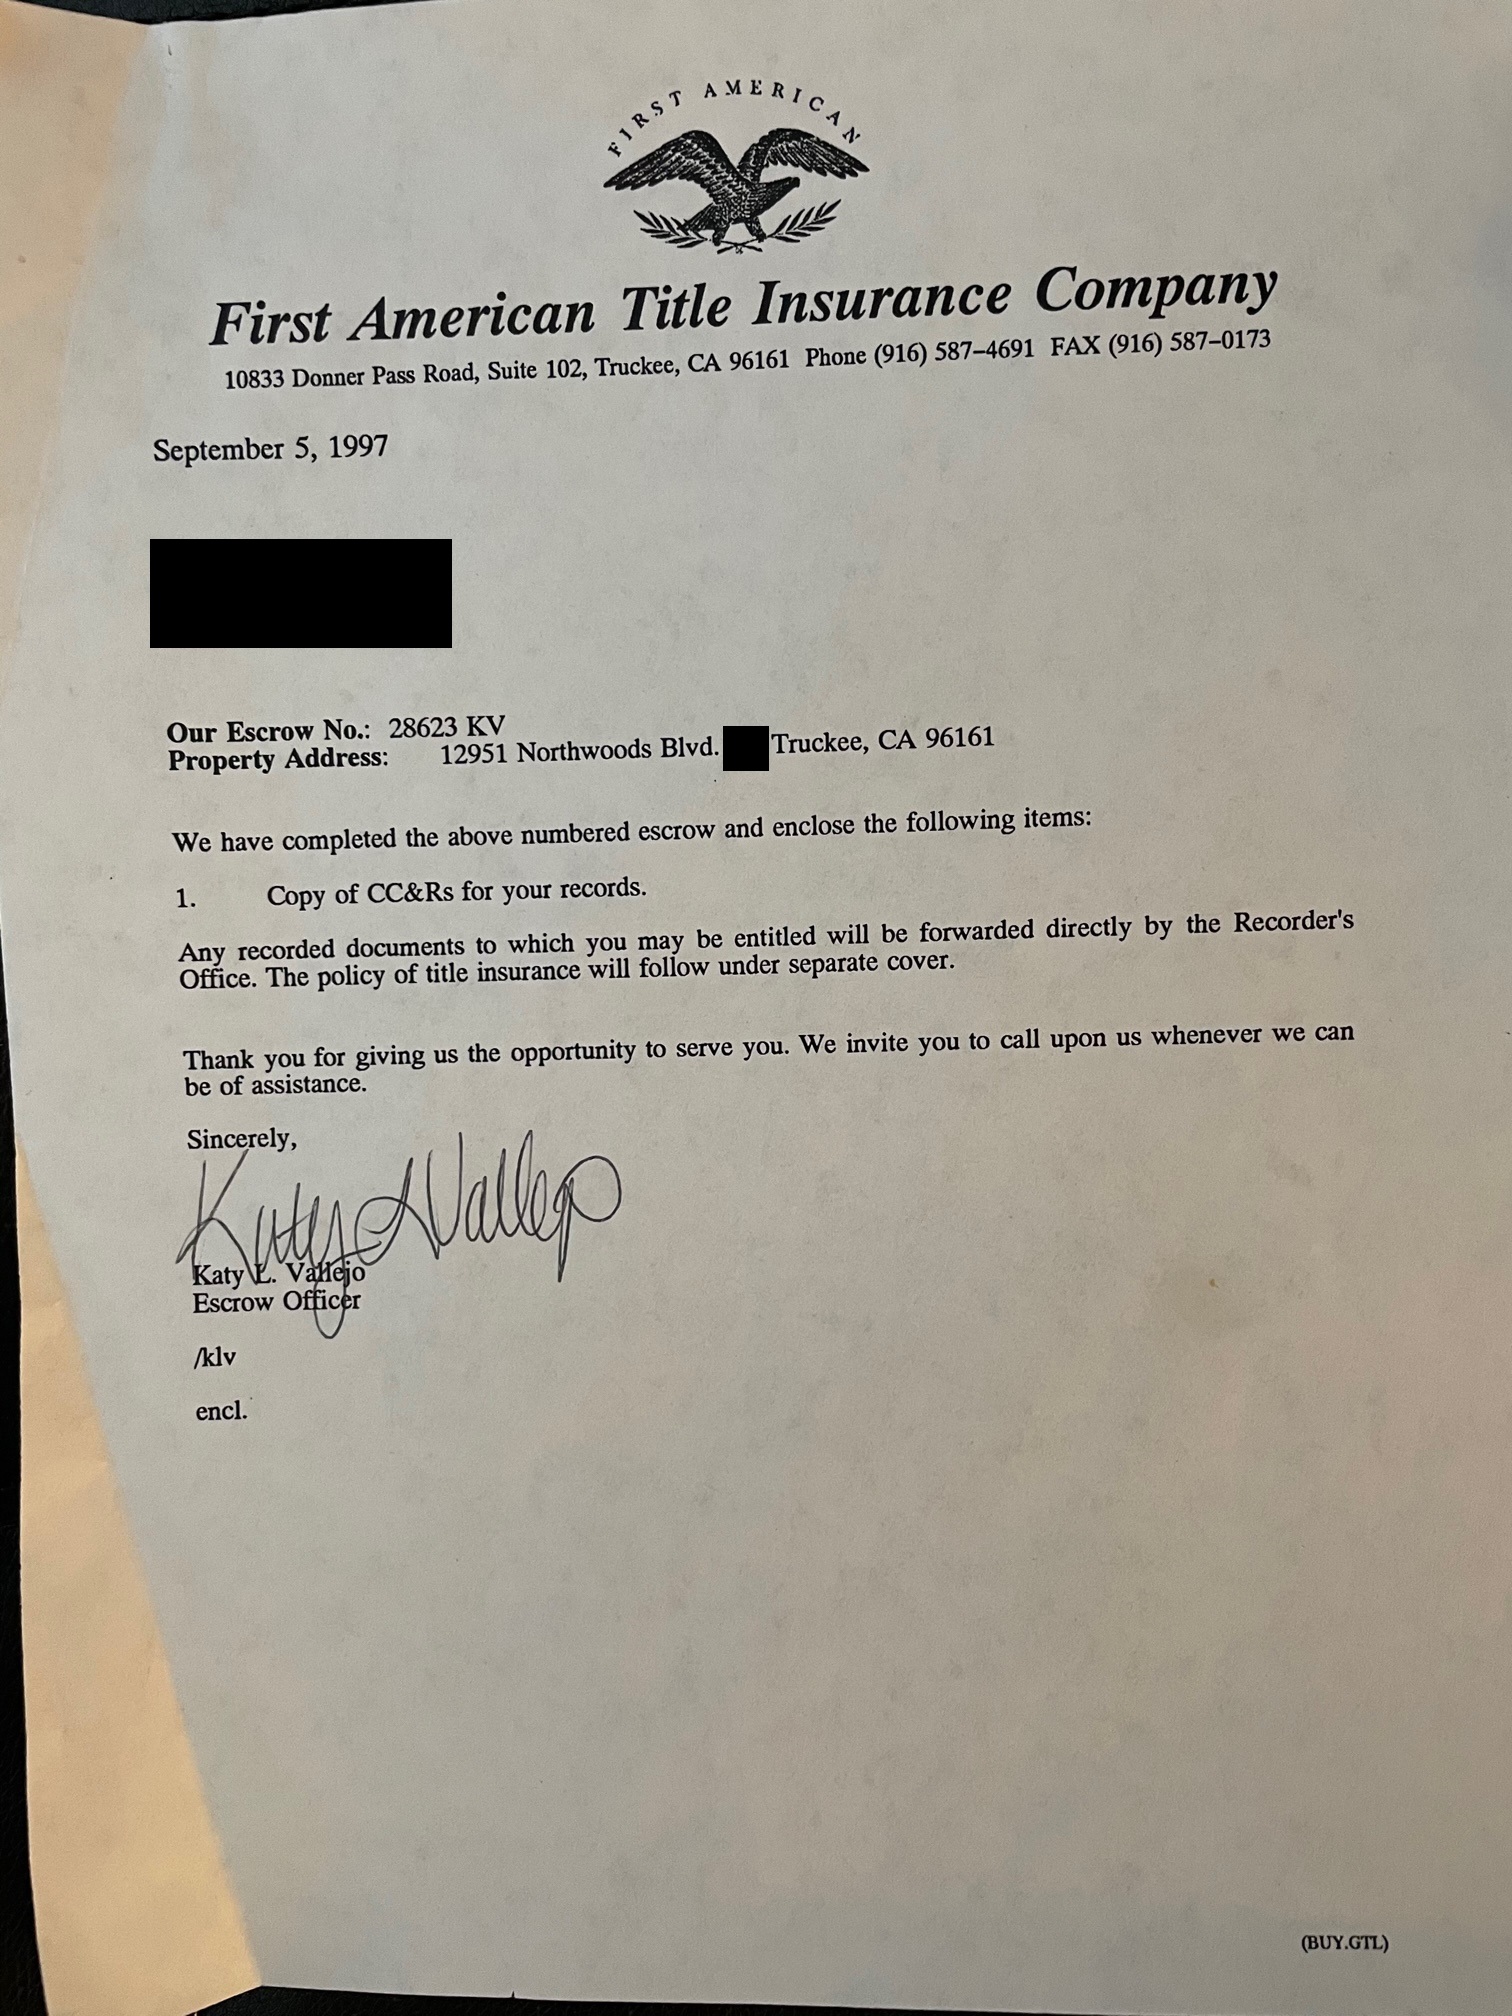 FIRST AMERICAN
First American Title Insurance Company
10833 Donner Pass Road, Suite 102, Truckee, CA 96161 Phone (916) 587-4691 FAX (916) 587-0173
September 5, 1997
Our Escrow No.: 28623 KV
Property Address: 12951 Northwoods Blvd. Truckee, CA 96161
We have completed the above numbered escrow and enclose the following items:
1. Copy of CC&Rs for your records.
Any recorded documents to which you may be entitled will be forwarded directly by the Recorder's
Office. The policy of title insurance will follow under separate cover.
Thank you for giving us the opportunity to serve you. We invite you to call upon us whenever we can
be of assistance.
Sincerely,
Katy L Vallejo
Katy L. Vallejo
Escrow Officer
/klv
encl.
(BUY.GTL)